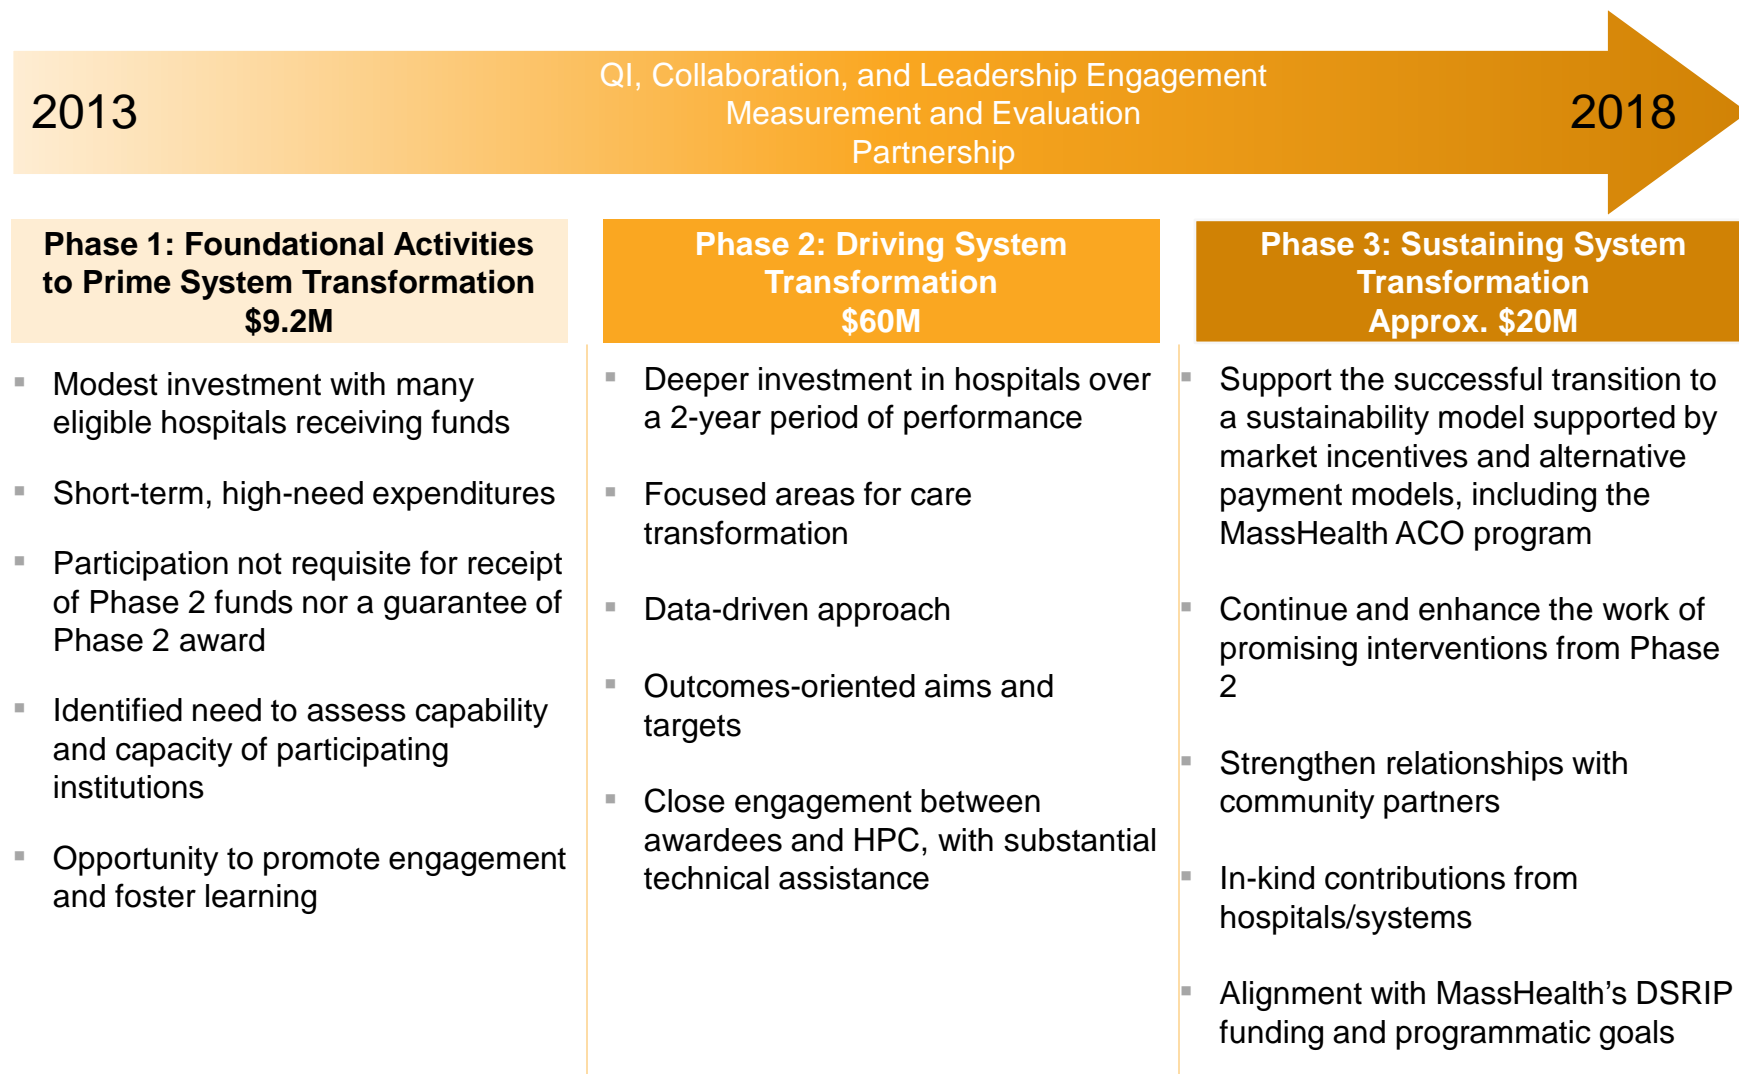 2013
QI, Collaboration, and Leadership Engagement
Measurement and Evaluation
Partnership
2018
Phase 1: Foundational Activities
to Prime System Transformation
$9.2M
▪ Modest investment with many
eligible hospitals receiving funds
▪ Short-term, high-need expenditures
▪ Participation not requisite for receipt
of Phase 2 funds nor a guarantee of
Phase 2 award
▪ Identified need to assess capability
and capacity of participating
institutions
▪ Opportunity to promote engagement
and foster learning
Phase 2: Driving System
Transformation
$60M
▪ Deeper investment in hospitals over
a 2-year period of performance
▪ Focused areas for care
transformation
▪ Data-driven approach
▪ Outcomes-oriented aims and
targets
▪ Close engagement between
awardees and HPC, with substantial
technical assistance
Phase 3: Sustaining System
Transformation
Approx. $20M
▪ Support the successful transition to
a sustainability model supported by
market incentives and alternative
payment models, including the
MassHealth ACO program
▪ Continue and enhance the work of
promising interventions from Phase
2
▪ Strengthen relationships with
community partners
▪ In-kind contributions from
hospitals/systems
▪ Alignment with MassHealth’s DSRIP
funding and programmatic goals